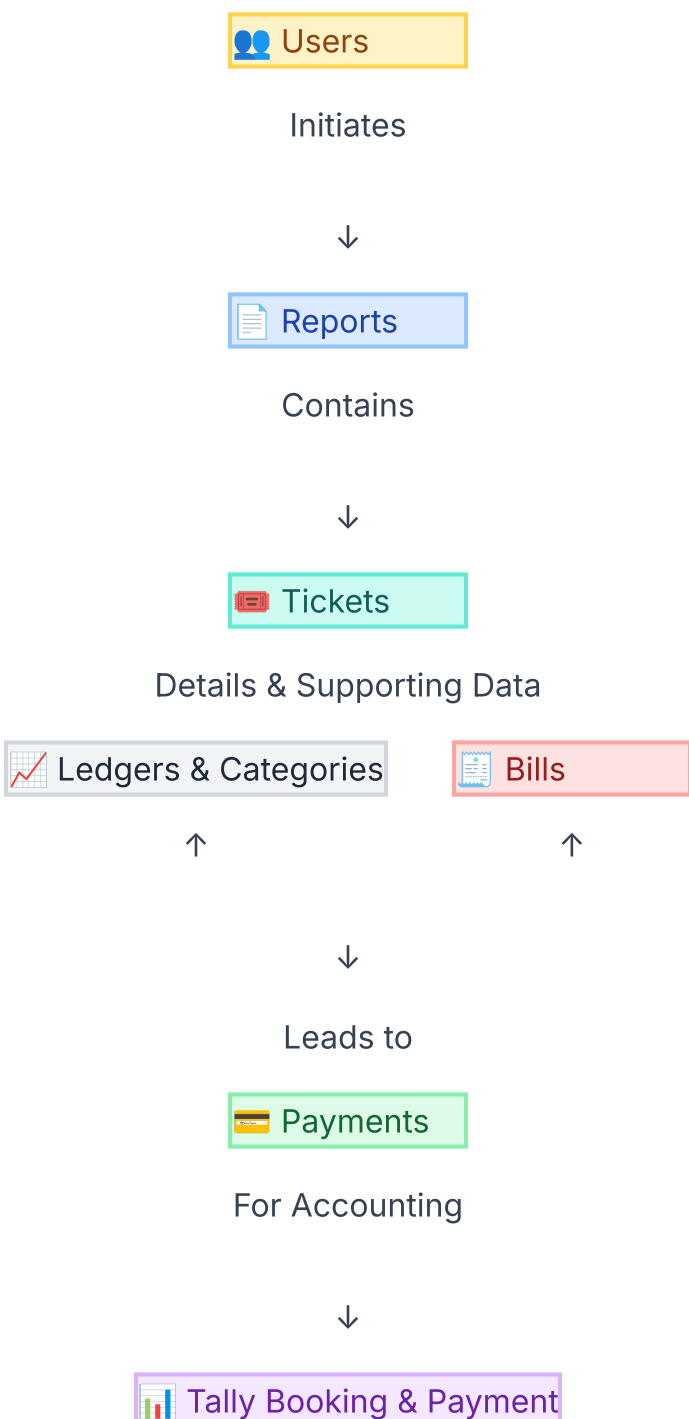 Users
Initiates
↓
Reports
Contains
↓
Tickets
Details & Supporting Data
Ledgers & Categories
Bills
↑ ↑
↓
Leads to
Payments
For Accounting
↓
Tally Booking & Payment